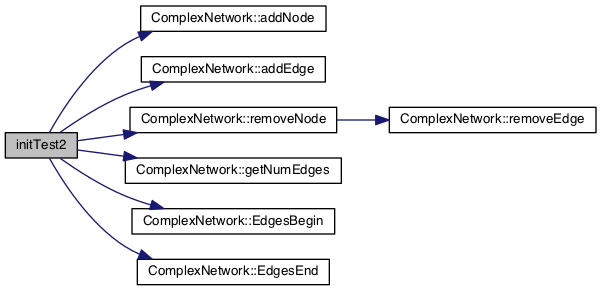 ComplexNetwork::addNode
ComplexNetwork::addEdge
ComplexNetwork::removeNode
ComplexNetwork::removeEdge
initTest2
ComplexNetwork::getNumEdges
ComplexNetwork::EdgesBegin
ComplexNetwork::EdgesEnd